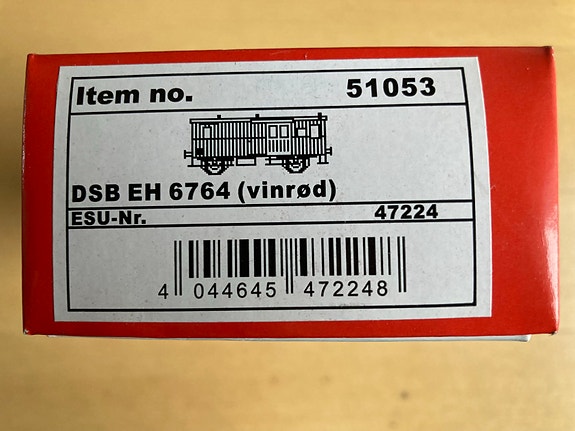 Item no. 51053
DSB EH 6764 (vinrød)
ESU-Nr. 47224
4 044645 472248